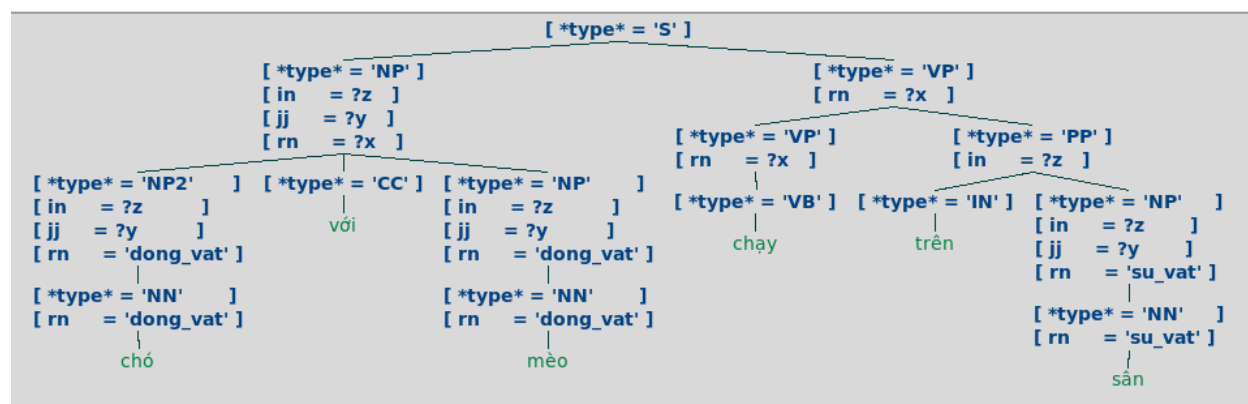 [ *type* = 'S' ]
[ *type* = 'NP' ]
[ in = ?z ]
[ jj = ?y ]
[ rn = ?x ]
[ *type* = 'VP' ]
[ rn = ?x ]
[ *type* = 'VP' ]
[ rn = ?x ]
[ *type* = 'PP' ]
[ in = ?z ]
[ *type* = 'NP2' ]
[ in = ?z ]
[ jj = ?y ]
[ rn = 'dong_vat' ]
[ *type* = 'CC' ]
với
[ *type* = 'NP' ]
[ in = ?z ]
[ jj = ?y ]
[ rn = 'dong_vat' ]
[ *type* = 'VB' ]
chạy
[ *type* = 'IN' ]
trên
[ *type* = 'NP' ]
[ in = ?z ]
[ jj = ?y ]
[ rn = 'su_vat' ]
[ *type* = 'NN' ]
[ rn = 'dong_vat' ]
chó
[ *type* = 'NN' ]
[ rn = 'dong_vat' ]
mèo
[ *type* = 'NN' ]
[ rn = 'su_vat' ]
sân